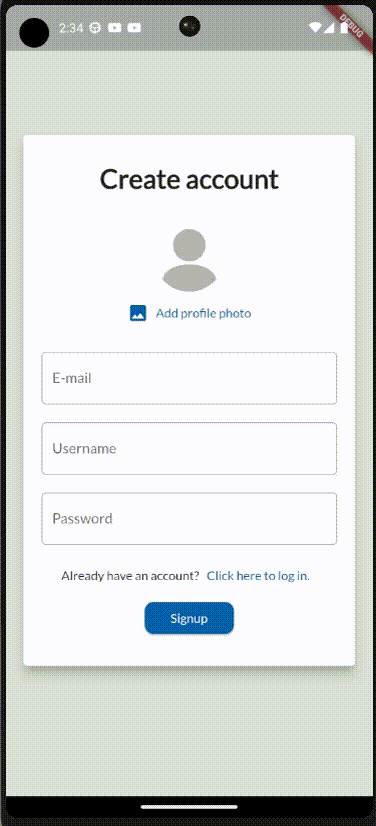 2:34
DEBUG
Create account
Add profile photo
E-mail
Username
Password
Already have an account? Click here to log in.
Signup